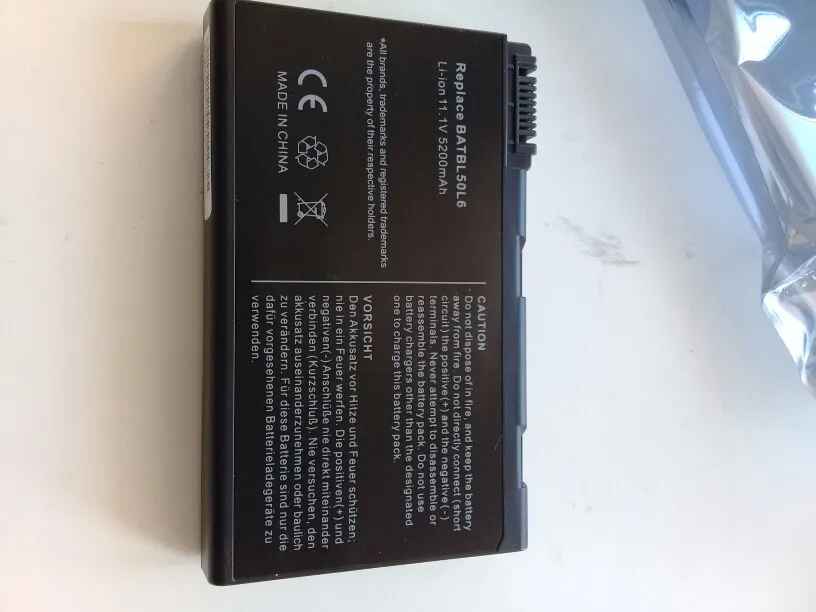 Replace BATBL50L6
Li-ion 11.1V 5200mAh
*All brands, trademarks and registered trademarks
are the property of their respective holders.
CE
MADE IN CHINA
CAUTION
Do not dispose of in fire, and keep the battery
away from fire. Do not directly connect (short
circuit) the positive(+) and the negative(-)
terminals. Never attempt to disassemble or
reassemble the battery pack. Do not use
battery chargers other than the designated
one to charge this battery pack.
VORSICHT
Den Akkusatz vor Hitze und Feuer schützen;
nie in ein Feuer werfen. Die positiven(+) und
negativen(-) Anschlüße nie direkt miteinander
verbinden (Kurzschluß). Nie versuchen, den
akkusatz auseinanderzunehmen oder baulich
zu verändern. Für diese Batterie sind nur die
dafür vorgesehenen Batterieladegeräte zu
verwenden.